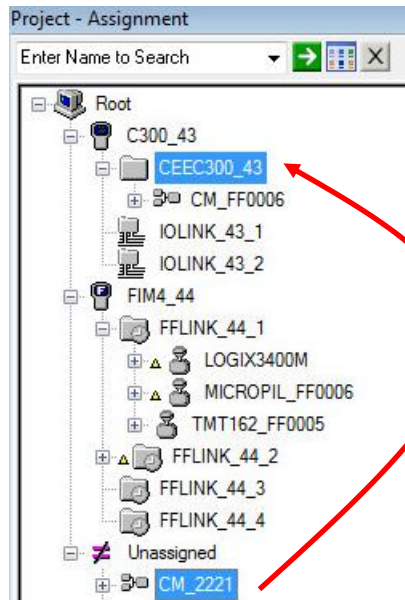 Project - Assignment
Enter Name to Search
Root
C300_43
CEEC300_43
CM_FF0006
IOLINK_43_1
IOLINK_43_2
FIM4_44
FFLINK_44_1
LOGIX3400M
MICROPIL_FF0006
TMT162_FF0005
FFLINK_44_2
FFLINK_44_3
FFLINK_44_4
Unassigned
CM_2221